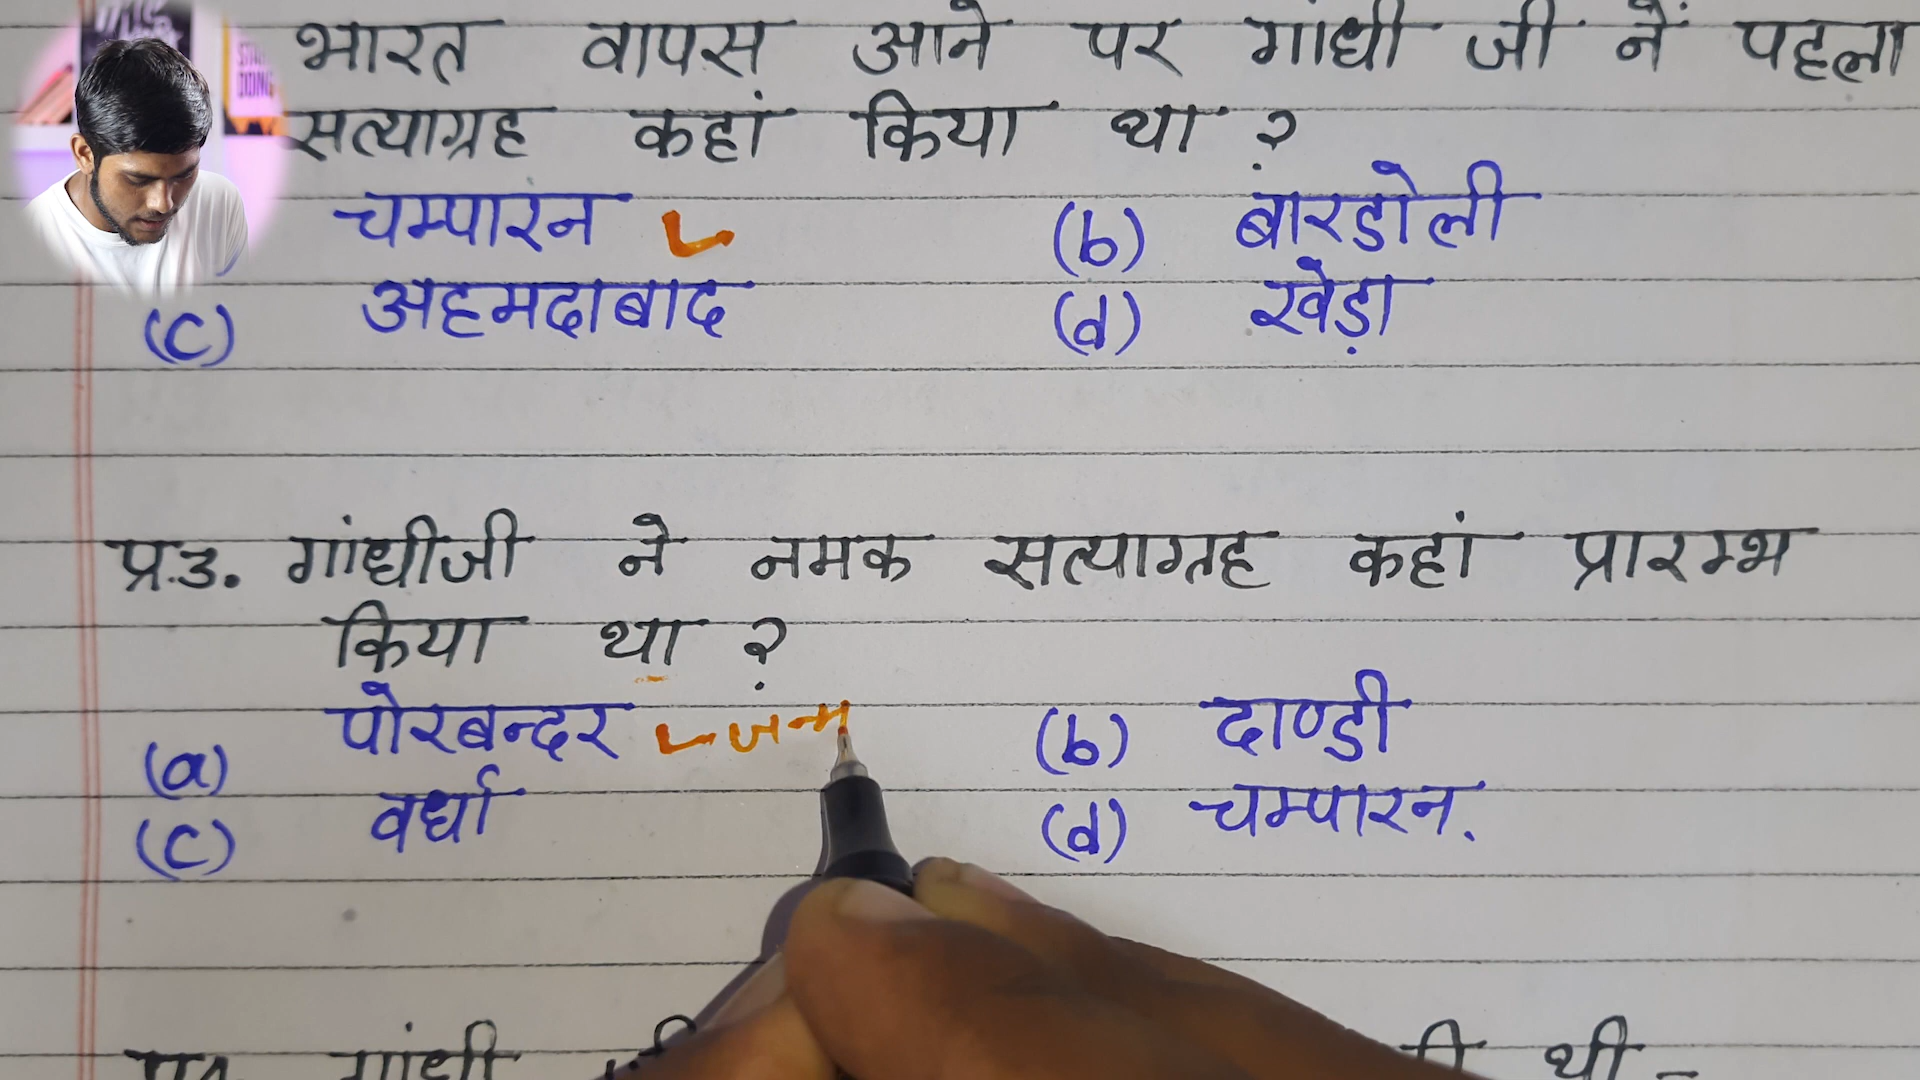 भारत वापस आने पर गांधी जी नें पहला
सत्याग्रह कहां किया था ?
चम्पारन (b) बारडोली
(c) अहमदाबाद (d) खेड़ा
प्र.3. गांधीजी ने नमक सत्याग्रह कहां प्रारम्भ
किया था ?
(a) पोरबन्दर जन्म (b) दाण्डी
(c) वर्धा (d) चम्पारन.
गांधी थी -